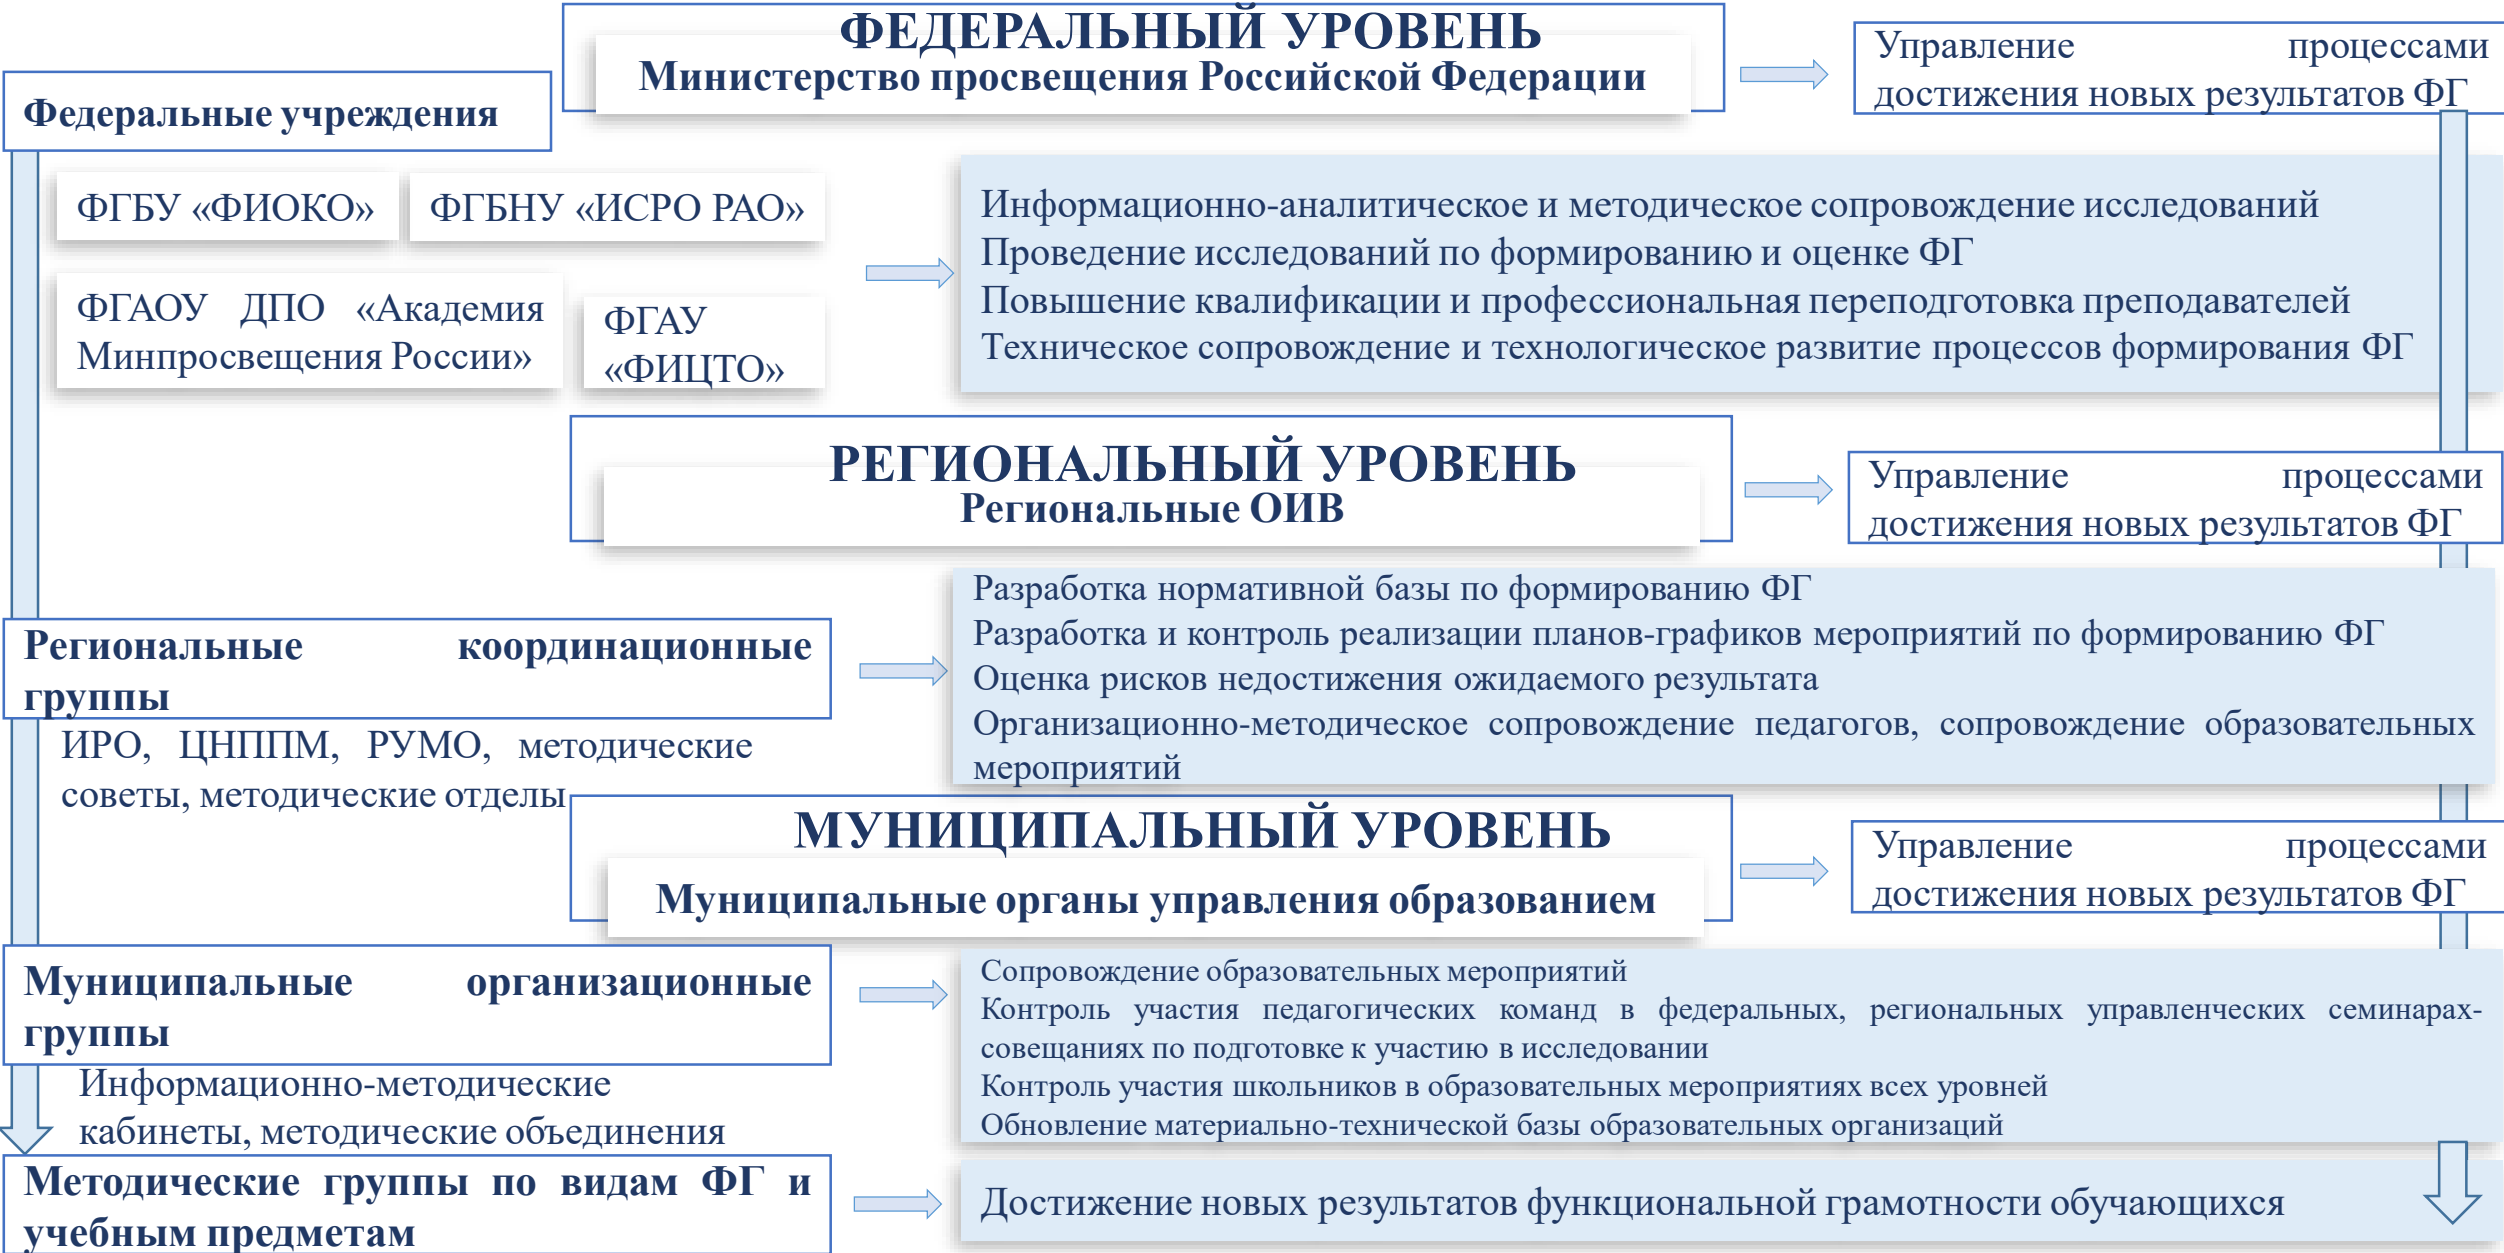 ФЕДЕРАЛЬНЫЙ УРОВЕНЬ
Министерство просвещения Российской Федерации
Управление процессами
достижения новых результатов ФГ
Федеральные учреждения
ФГБУ «ФИОКО»
ФГБНУ «ИСРО РАО»
ФГАОУ ДПО «Академия
Минпросвещения России»
ФГАУ
«ФИЦТО»
Информационно-аналитическое и методическое сопровождение исследований
Проведение исследований по формированию и оценке ФГ
Повышение квалификации и профессиональная переподготовка преподавателей
Техническое сопровождение и технологическое развитие процессов формирования ФГ
РЕГИОНАЛЬНЫЙ УРОВЕНЬ
Региональные ОИВ
Управление процессами
достижения новых результатов ФГ
Региональные координационные
группы
ИРО, ЦНППМ, РУМО, методические
советы, методические отделы
Разработка нормативной базы по формированию ФГ
Разработка и контроль реализации планов-графиков мероприятий по формированию ФГ
Оценка рисков недостижения ожидаемого результата
Организационно-методическое сопровождение педагогов, сопровождение образовательных
мероприятий
МУНИЦИПАЛЬНЫЙ УРОВЕНЬ
Муниципальные органы управления образованием
Управление процессами
достижения новых результатов ФГ
Муниципальные организационные
группы
Информационно-методические
кабинеты, методические объединения
Сопровождение образовательных мероприятий
Контроль участия педагогических команд в федеральных, региональных управленческих семинарах-
совещаниях по подготовке к участию в исследовании
Контроль участия школьников в образовательных мероприятиях всех уровней
Обновление материально-технической базы образовательных организаций
Методические группы по видам ФГ и
учебным предметам
Достижение новых результатов функциональной грамотности обучающихся